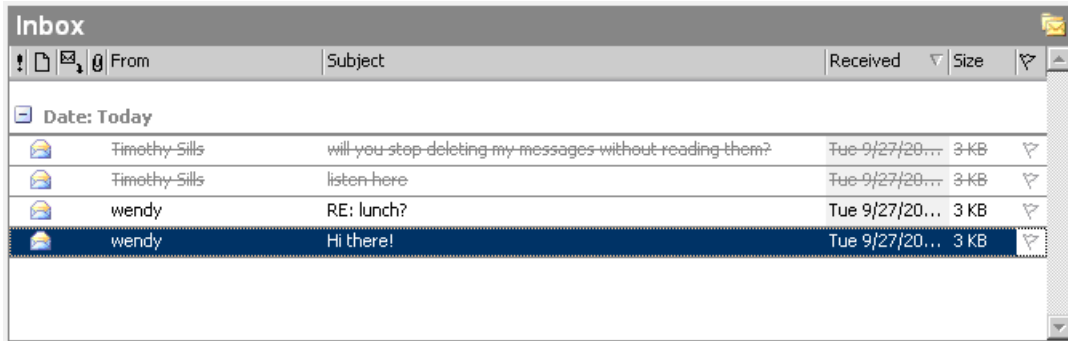 Inbox
! From Subject Received Size
Date: Today
Timothy Sills will you stop deleting my messages without reading them? Tue 9/27/20... 3 KB
Timothy Sills listen here Tue 9/27/20... 3 KB
wendy RE: lunch? Tue 9/27/20... 3 KB
wendy Hi there! Tue 9/27/20... 3 KB